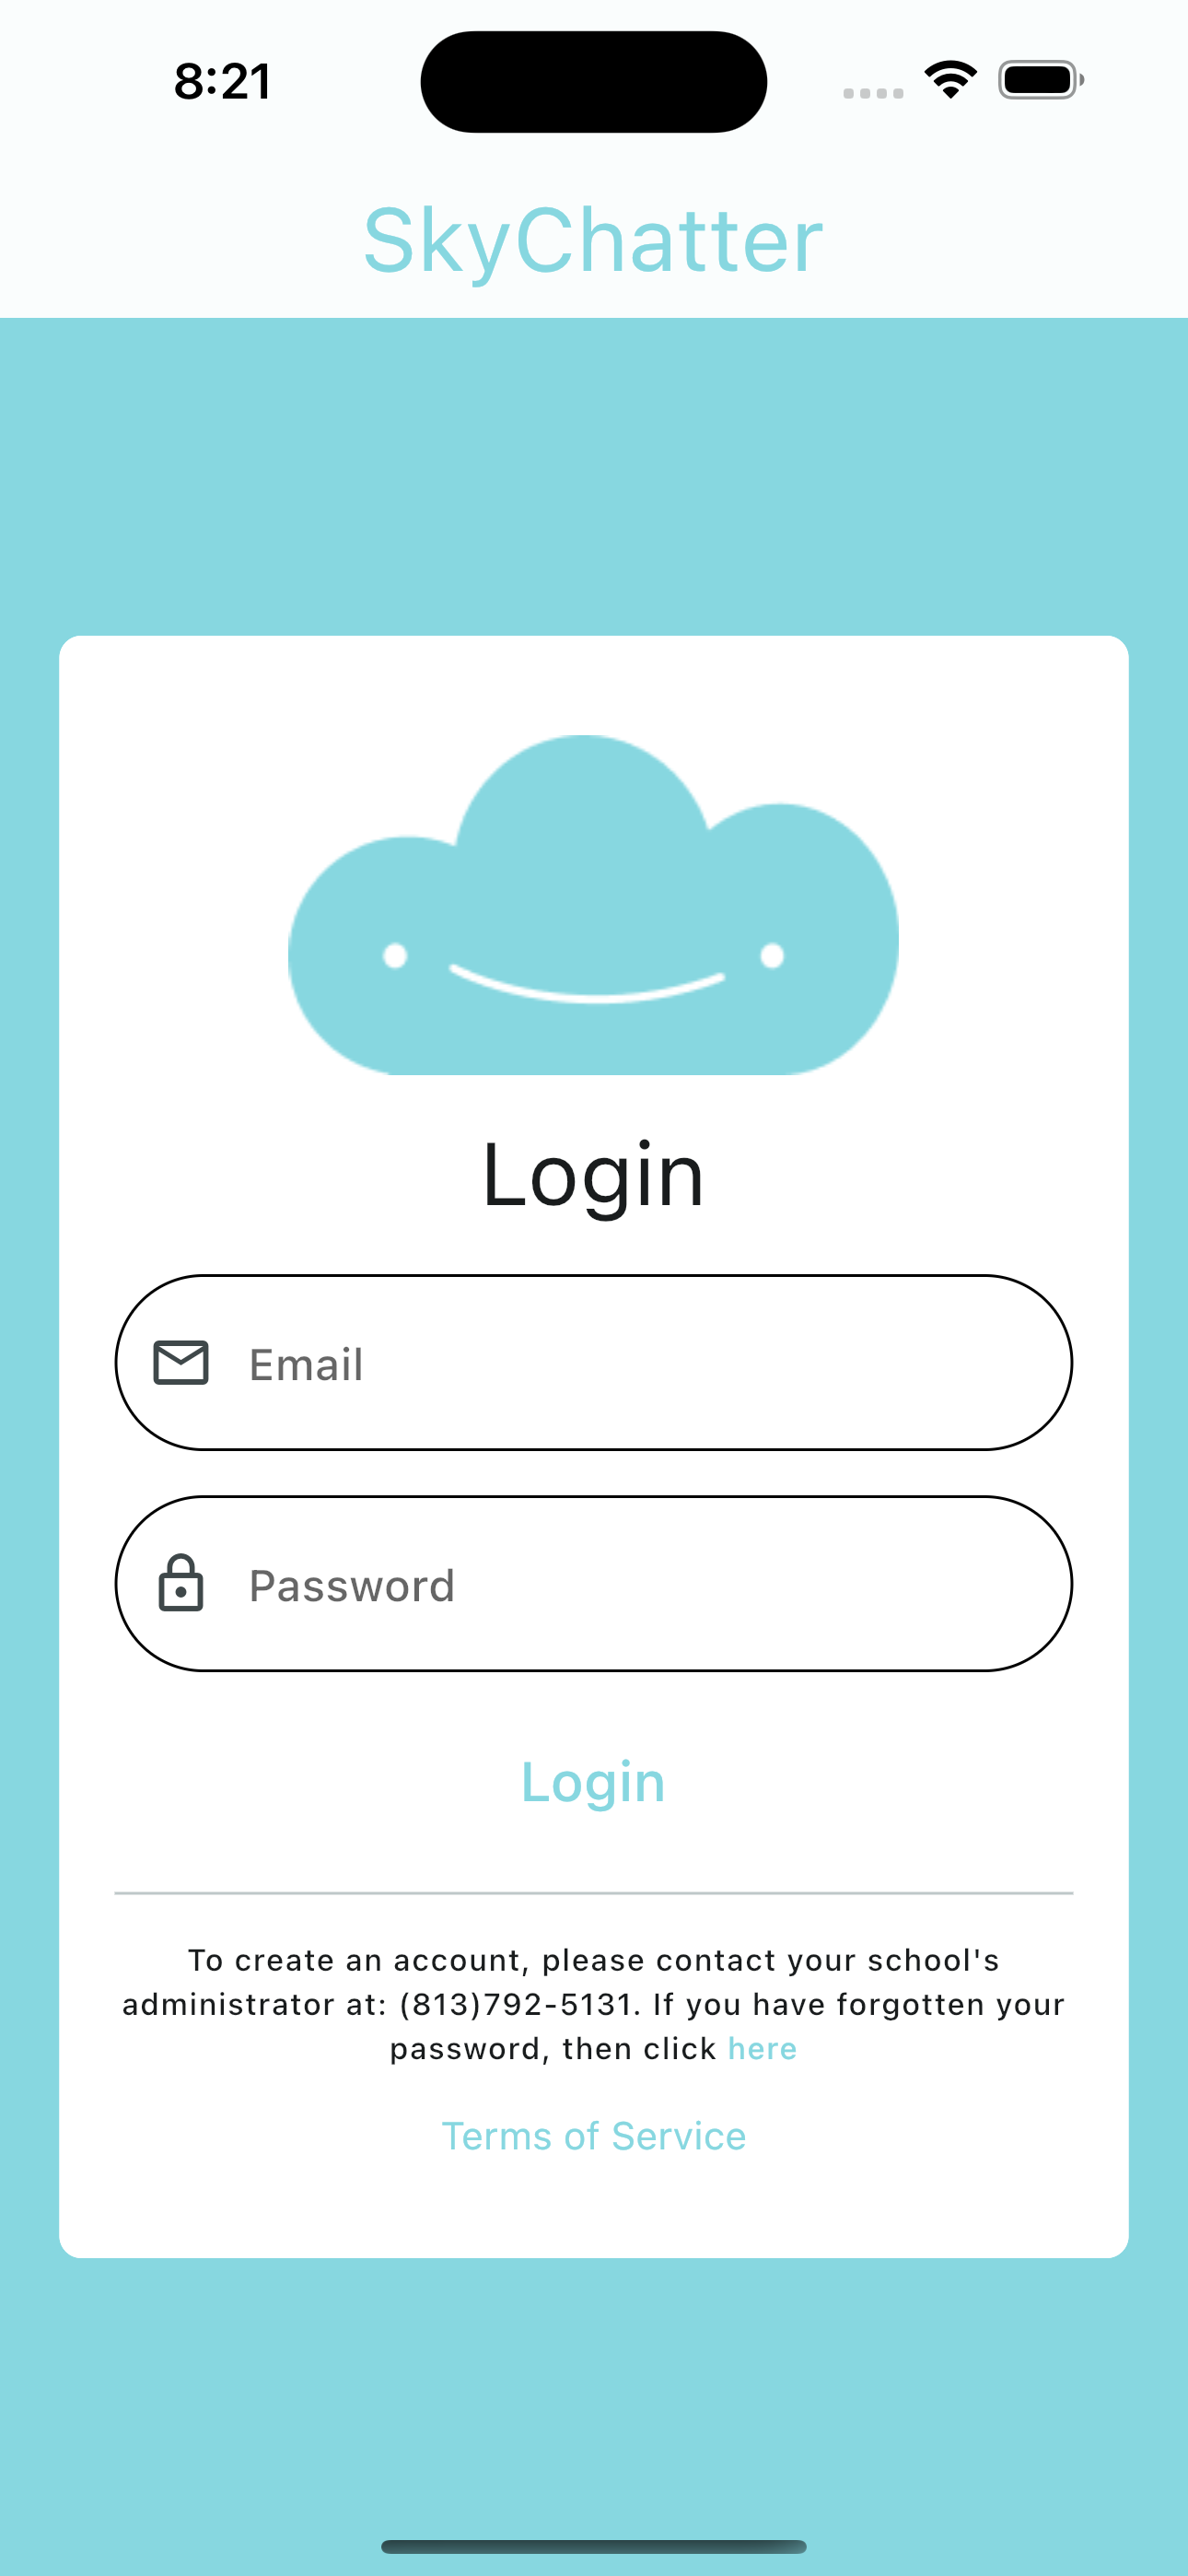 8:21
SkyChatter
Login
Email
Password
Login
To create an account, please contact your school's
administrator at: (813)792-5131. If you have forgotten your
password, then click here
Terms of Service